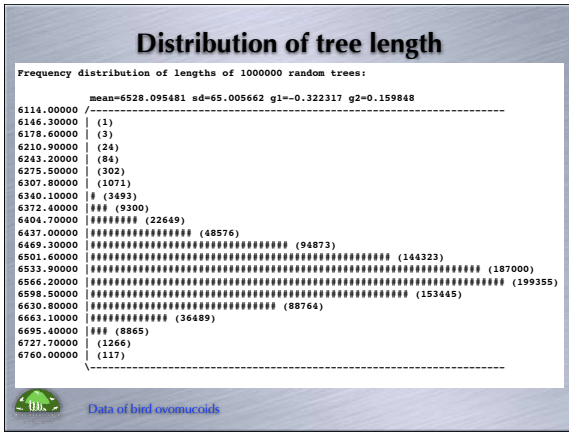 Distribution of tree length
Frequency distribution of lengths of 1000000 random trees:
mean=6528.095481 sd=65.005662 g1=-0.322317 g2=0.159848
6114.00000 /---------------------------------------------------------------------
6146.30000 | (1)
6178.60000 | (3)
6210.90000 | (24)
6243.20000 | (84)
6275.50000 | (302)
6307.80000 | (1071)
6340.10000 |# (3493)
6372.40000 |### (9300)
6404.70000 |######## (22649)
6437.00000 |################# (48576)
6469.30000 |################################# (94873)
6501.60000 |################################################## (144323)
6533.90000 |################################################################# (187000)
6566.20000 |##################################################################### (199355)
6598.50000 |##################################################### (153445)
6630.80000 |############################### (88764)
6663.10000 |############# (36489)
6695.40000 |### (8865)
6727.70000 | (1266)
6760.00000 | (117)
\---------------------------------------------------------------------
Data of bird ovomucoids